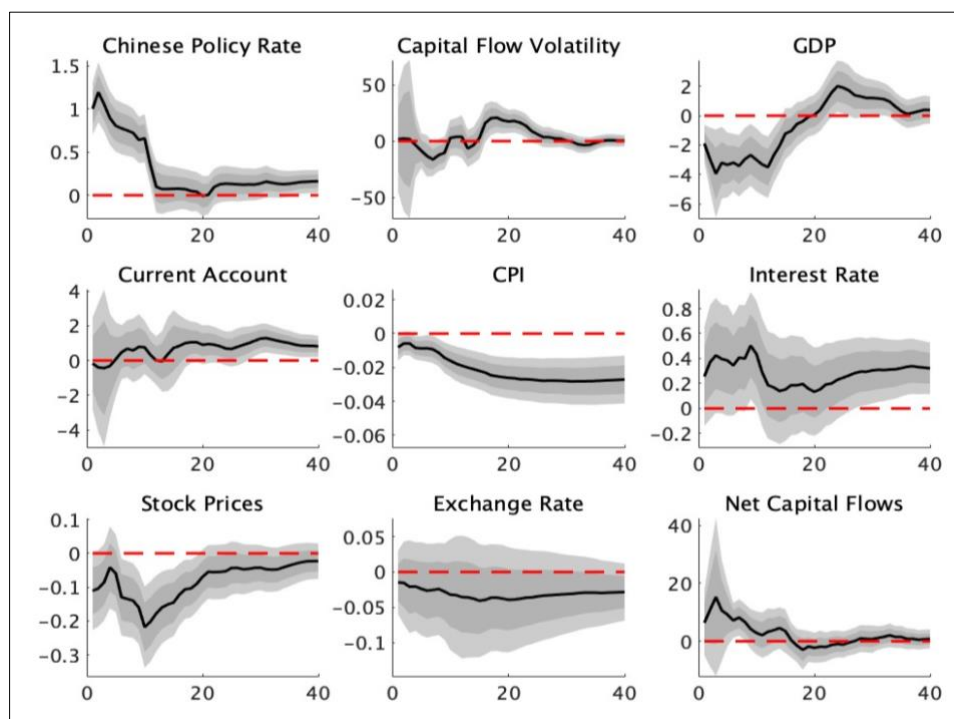 Chinese Policy Rate
1.5
1
0.5
0
0 20 40
Capital Flow Volatility
50
0
−50
0 20 40
GDP
2
0
−2
−4
−6
0 20 40
Current Account
4
2
0
−2
−4
0 20 40
CPI
0.02
0
−0.02
−0.04
−0.06
0 20 40
Interest Rate
0.8
0.6
0.4
0.2
0
−0.2
0 20 40
Stock Prices
0.1
0
−0.1
−0.2
−0.3
0 20 40
Exchange Rate
0.05
0
−0.05
−0.1
0 20 40
Net Capital Flows
40
20
0
0 20 40